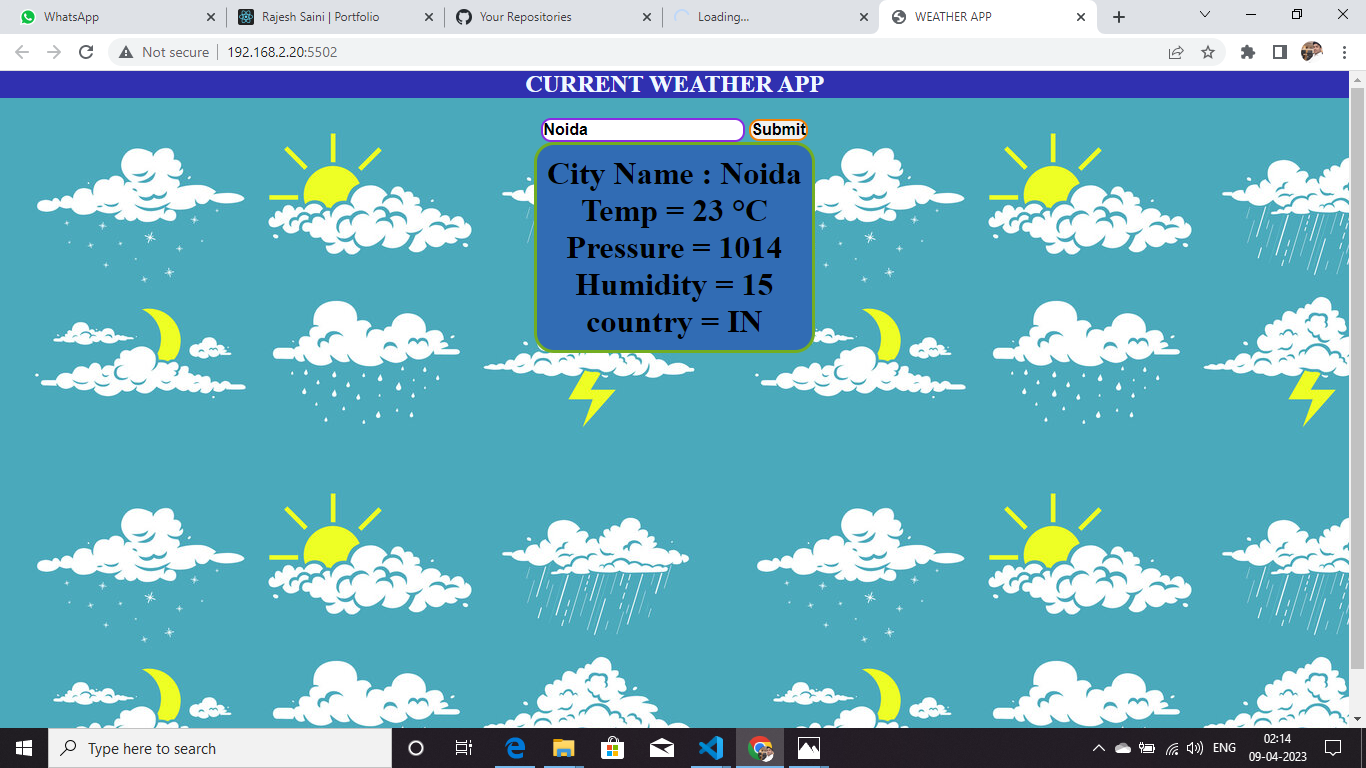 WhatsApp
Rajesh Saini | Portfolio
Your Repositories
Loading...
WEATHER APP
Not secure
192.168.2.20:5502
CURRENT WEATHER APP
Noida
Submit
City Name : Noida
Temp = 23 °C
Pressure = 1014
Humidity = 15
country = IN
Type here to search
ENG
02:14
09-04-2023